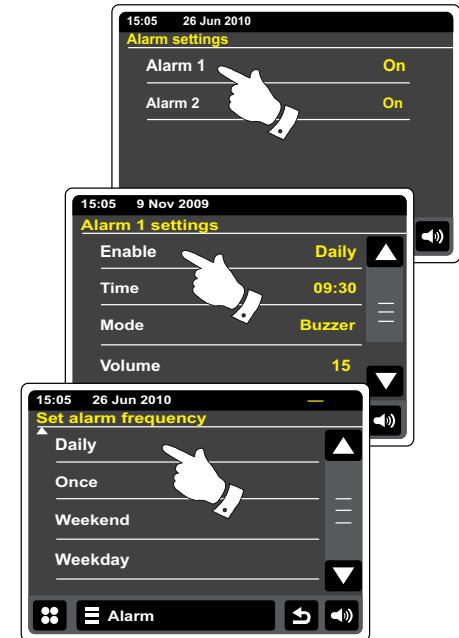 15:05 26 Jun 2010
Alarm settings
Alarm 1 On
Alarm 2 On
15:05 9 Nov 2009
Alarm 1 settings
Enable Daily
Time 09:30
Mode Buzzer
Volume 15
15:05 26 Jun 2010
Set alarm frequency
Daily
Once
Weekend
Weekday
Alarm